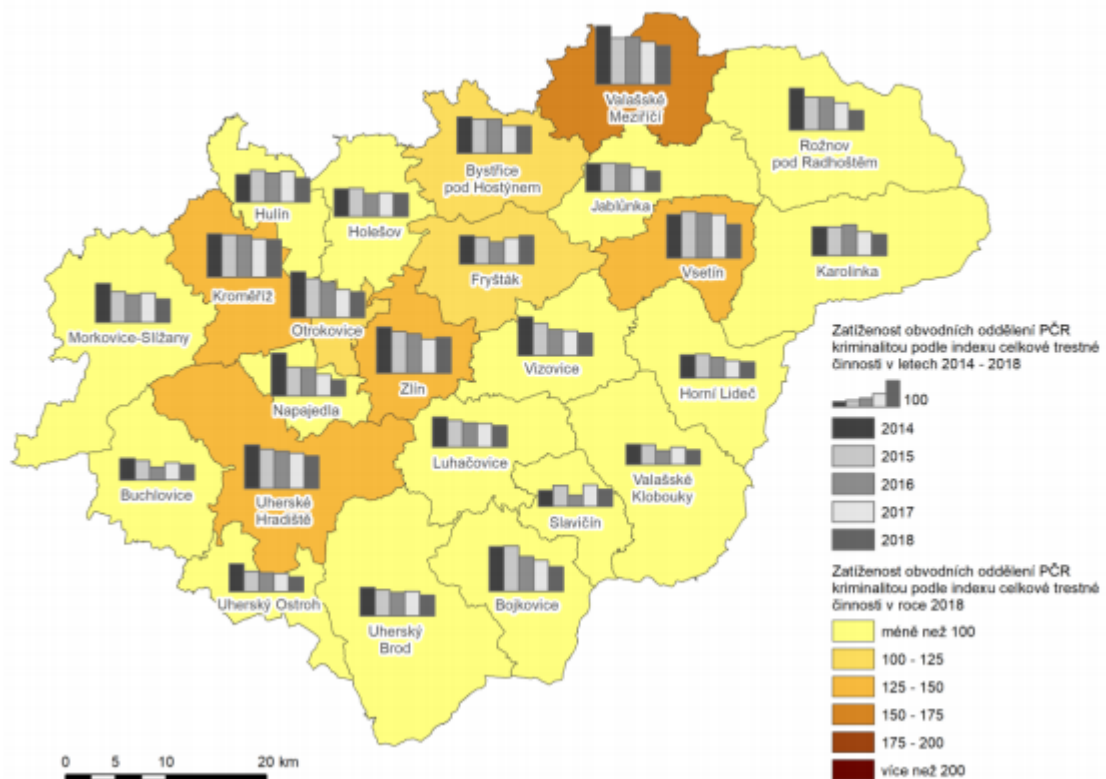 Valašské
Meziříčí
Rožnov
pod Radhoštěm
Bystřice
pod Hostýnem
Jablůnka
Hulín
Holešov
Kroměříž
Fryšták
Vsetín
Karolinka
Otrokovice
Morkovice-Slížany
Zlín
Vizovice
Horní Lideč
Napajedla
Luhačovice
Valašské
Klobouky
Buchlovice
Uherské
Hradiště
Slavičín
Uherský Ostroh
Uherský
Brod
Bojkovice
Zatíženost obvodních oddělení PČR
kriminalitou podle indexu celkové trestné
činnosti v letech 2014 - 2018
100
2014
2015
2016
2017
2018
Zatíženost obvodních oddělení PČR
kriminalitou podle indexu celkové trestné
činnosti v roce 2018
méně než 100
100 - 125
125 - 150
150 - 175
175 - 200
více než 200
0 5 10 20 km